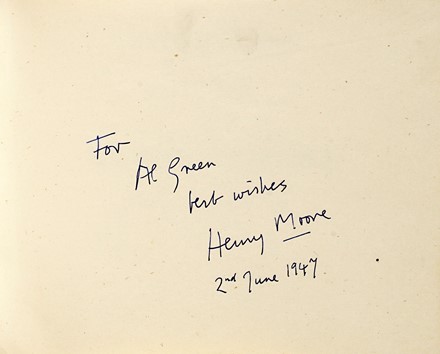 For
Al Green
best wishes
Henry Moore
2nd June 1947